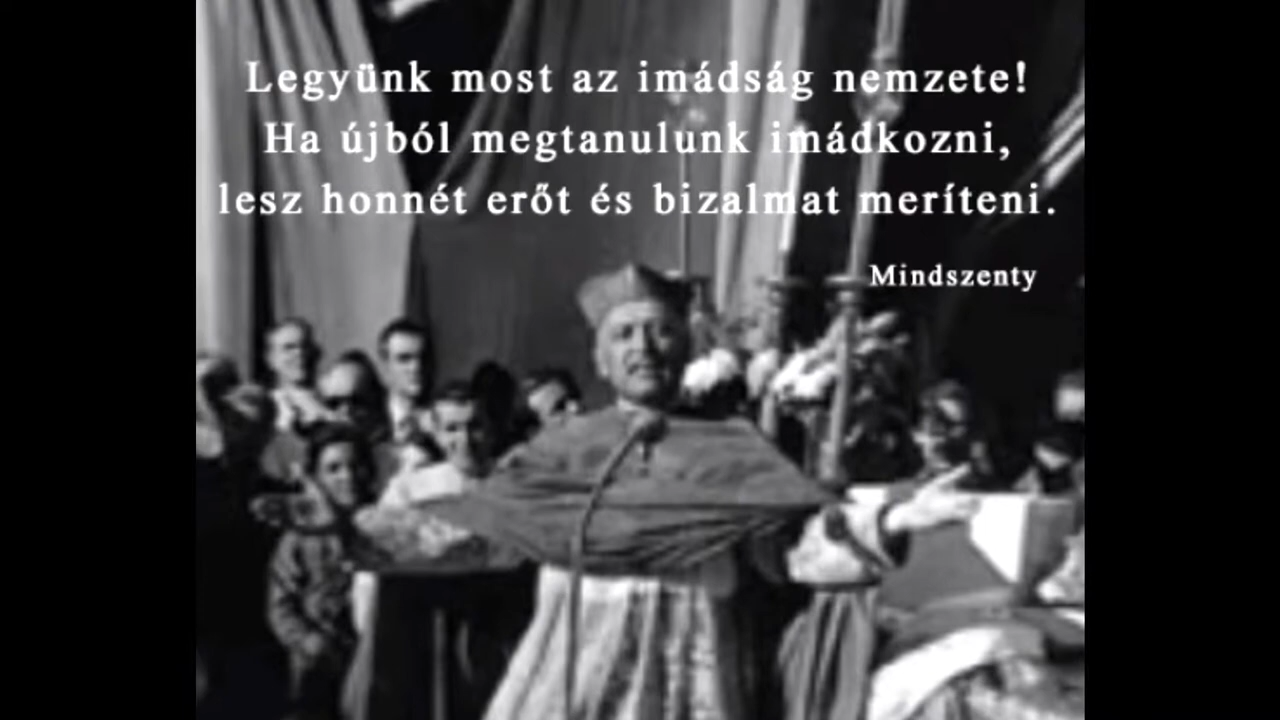 Legyünk most az imádság nemzete!
Ha újból megtanulunk imádkozni,
lesz honnét erőt és bizalmat meríteni.
Mindszenty